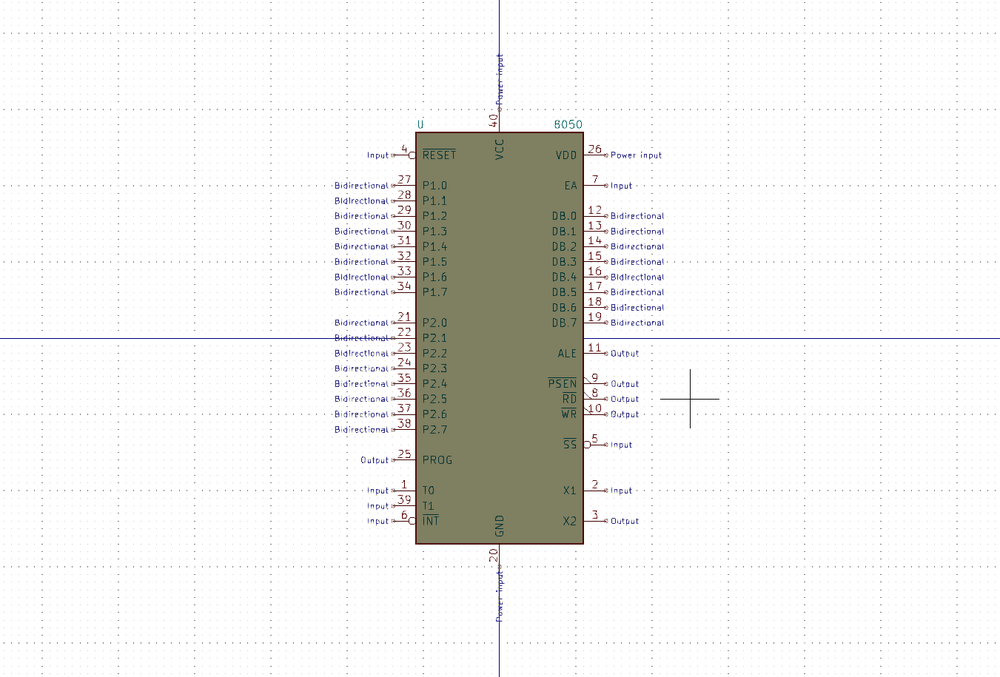 Power input
40
U 8050
VCC
Input 4 RESET VDD 26 Power input
Bidirectional 27 P1.0 EA 7 Input
Bidirectional 28 P1.1
Bidirectional 29 P1.2 DB.0 12 Bidirectional
Bidirectional 30 P1.3 DB.1 13 Bidirectional
Bidirectional 31 P1.4 DB.2 14 Bidirectional
Bidirectional 32 P1.5 DB.3 15 Bidirectional
Bidirectional 33 P1.6 DB.4 16 Bidirectional
Bidirectional 34 P1.7 DB.5 17 Bidirectional
DB.6 18 Bidirectional
Bidirectional 21 P2.0 DB.7 19 Bidirectional
Bidirectional 22 P2.1
Bidirectional 23 P2.2 ALE 11 Output
Bidirectional 24 P2.3
Bidirectional 35 P2.4 PSEN 9 Output
Bidirectional 36 P2.5 RD 8 Output
Bidirectional 37 P2.6 WR 10 Output
Bidirectional 38 P2.7
SS 5 Input
Output 25 PROG
Input 1 T0 X1 2 Input
Input 39 T1
Input 6 INT X2 3 Output
GND
20
Power input